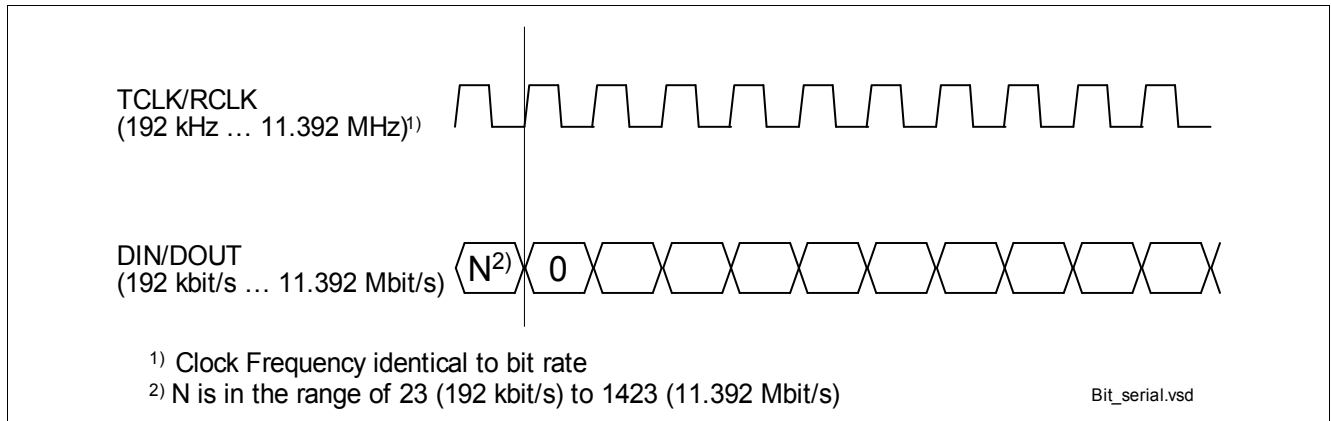 TCLK/RCLK
(192 kHz … 11.392 MHz)1)
DIN/DOUT
(192 kbit/s … 11.392 Mbit/s)
N2) 0
1) Clock Frequency identical to bit rate
2) N is in the range of 23 (192 kbit/s) to 1423 (11.392 Mbit/s)
Bit_serial.vsd